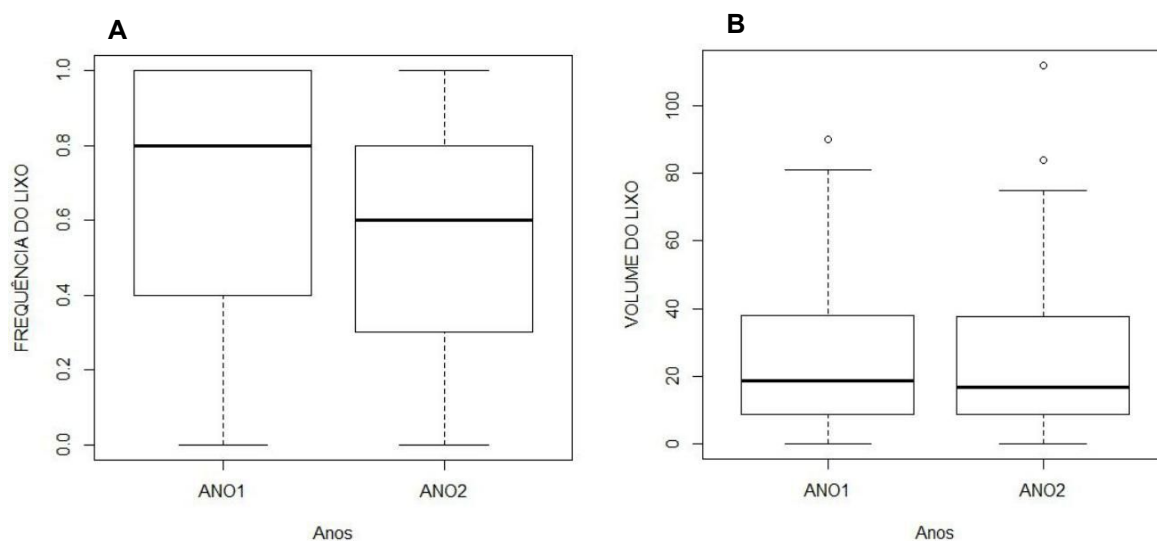 A
FREQUÊNCIA DO LIXO
1.0
0.8
0.6
0.4
0.2
0.0
ANO1 ANO2
Anos
B
VOLUME DO LIXO
100
80
60
40
20
0
ANO1 ANO2
Anos